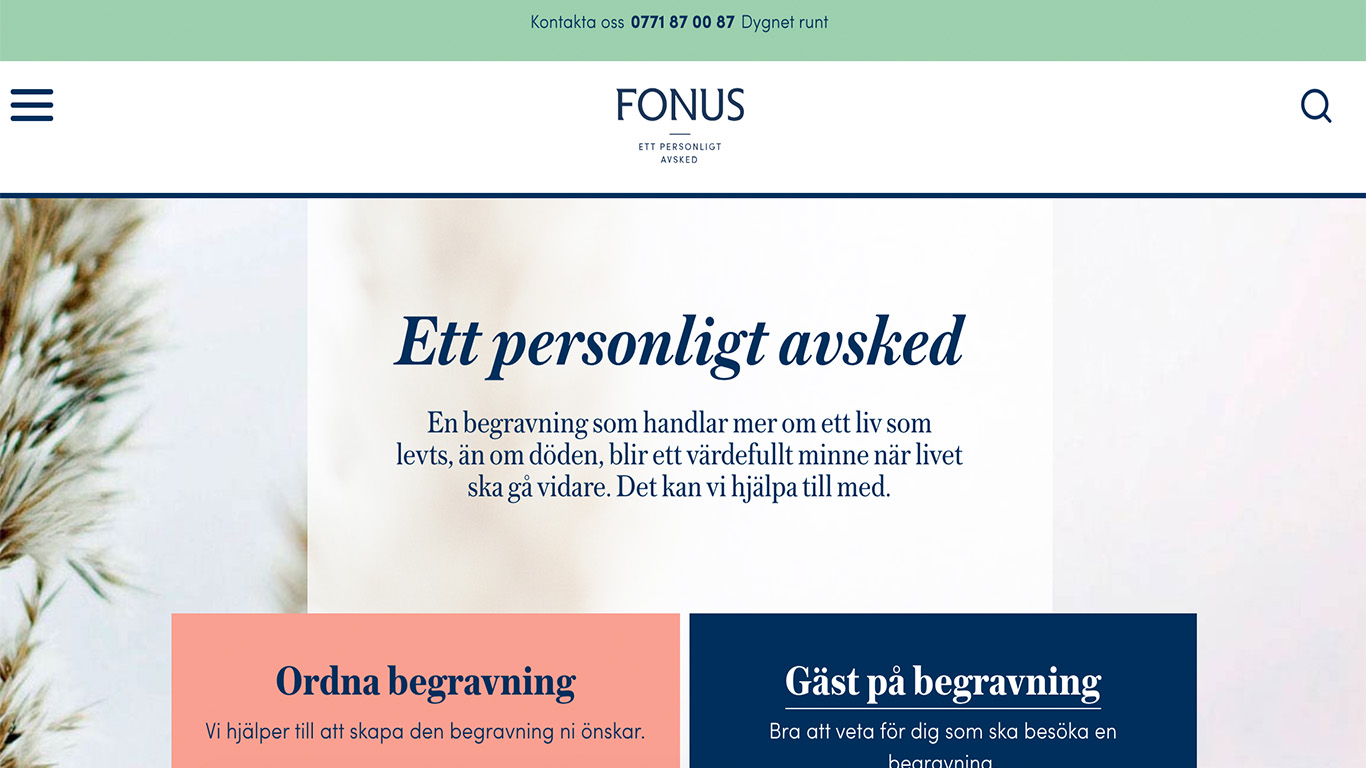 Kontakta oss 0771 87 00 87 Dygnet runt
FONUS
ETT PERSONLIGT
AVSKED
Ett personligt avsked
En begravning som handlar mer om ett liv som
levts, än om döden, blir ett värdefullt minne när livet
ska gå vidare. Det kan vi hjälpa till med.
Ordna begravning
Vi hjälper till att skapa den begravning ni önskar.
Gäst på begravning
Bra att veta för dig som ska besöka en
begravning